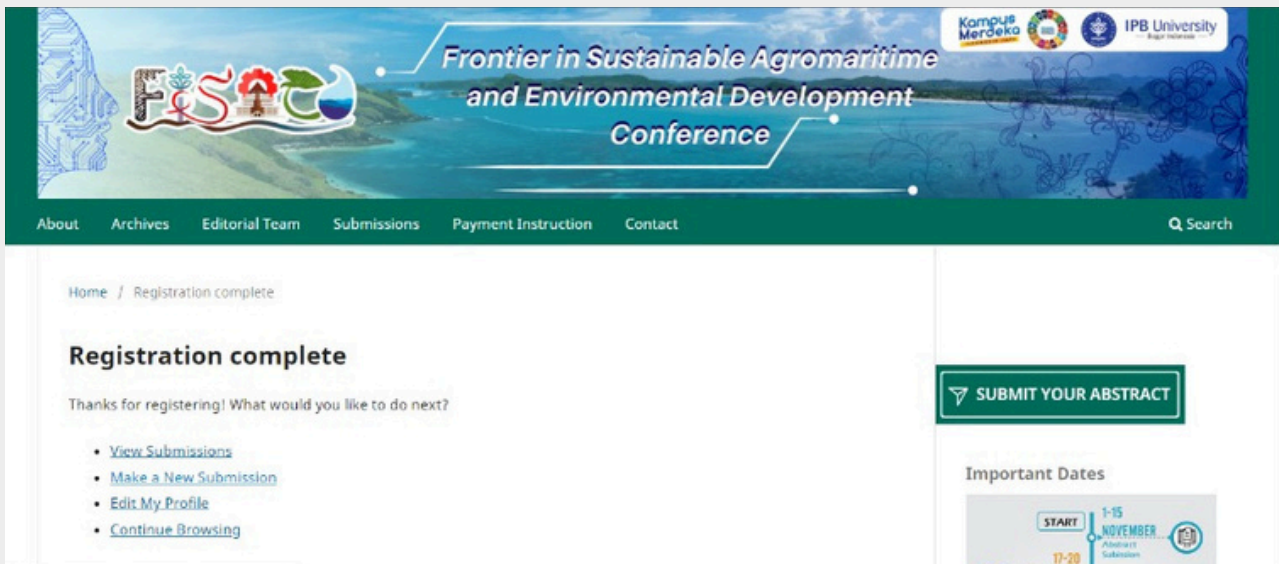 Frontier in Sustainable Agromaritime
and Environmental Development
Conference
FiSAED
Kampus
Merdeka
IPB University
Bogor Indonesia
About Archives Editorial Team Submissions Payment Instruction Contact Search
Home / Registration complete
Registration complete
Thanks for registering! What would you like to do next?
View Submissions
Make a New Submission
Edit My Profile
Continue Browsing
SUBMIT YOUR ABSTRACT
Important Dates
START
1-15
NOVEMBER
Abstract
Submission
17-20